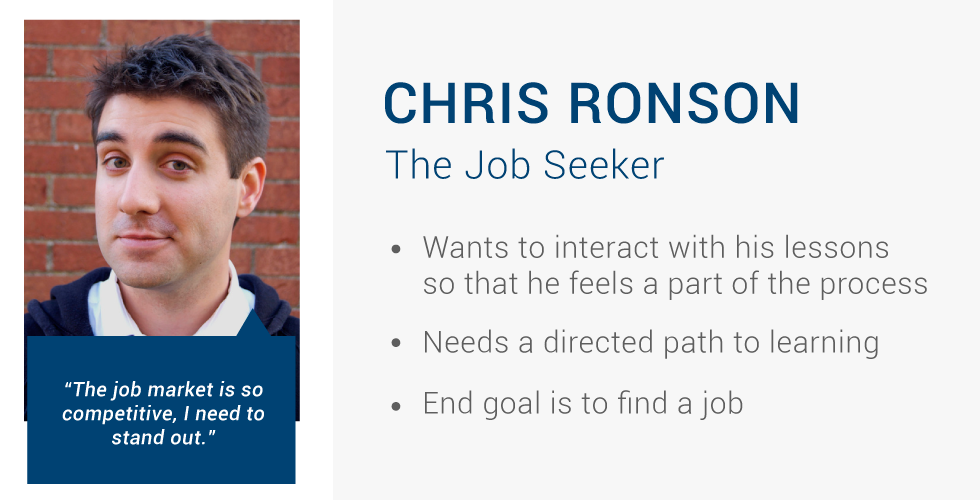 CHRIS RONSON
The Job Seeker
• Wants to interact with his lessons
so that he feels a part of the process
• Needs a directed path to learning
• End goal is to find a job
“The job market is so
competitive, I need to
stand out.”